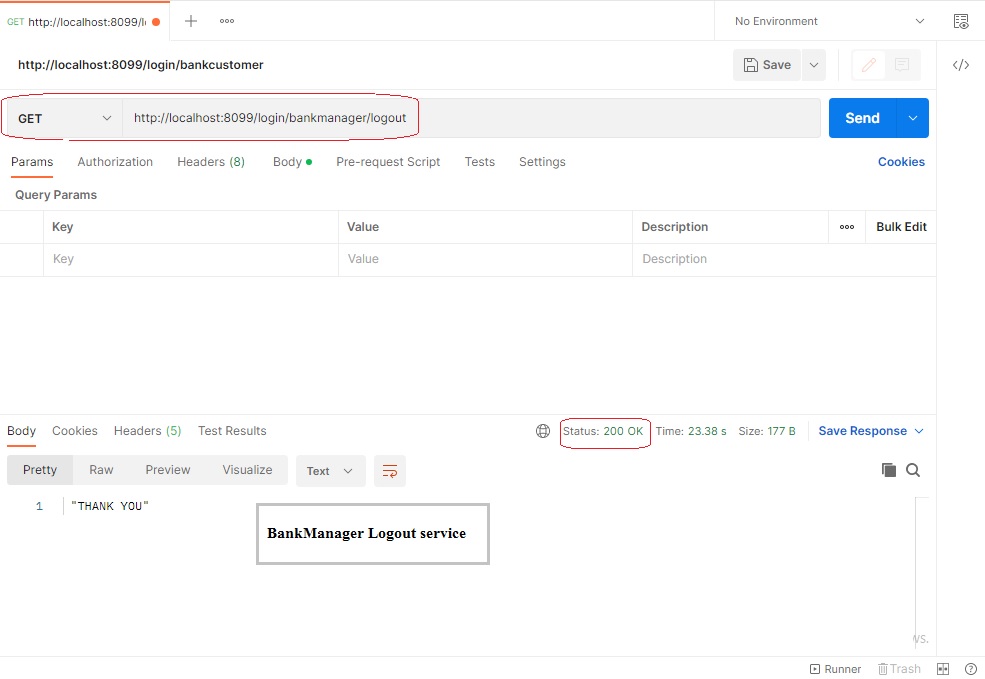 GET http://localhost:8099/l
No Environment
http://localhost:8099/login/bankcustomer
Save
GET http://localhost:8099/login/bankmanager/logout
Send
Params Authorization Headers (8) Body Pre-request Script Tests Settings Cookies
Query Params
Key Value Description ooo Bulk Edit
Key Value Description
Body Cookies Headers (5) Test Results Status: 200 OK Time: 23.38 s Size: 177 B Save Response
Pretty Raw Preview Visualize Text
1 "THANK YOU"
BankManager Logout service
ws.
Runner Trash